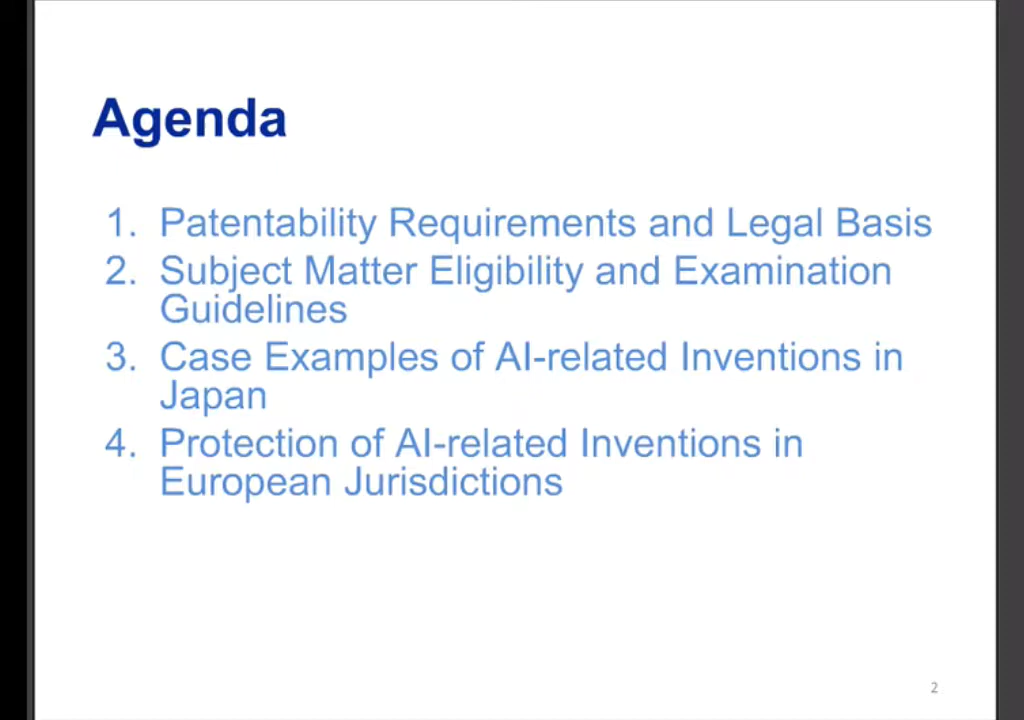 Agenda
1. Patentability Requirements and Legal Basis
2. Subject Matter Eligibility and Examination
Guidelines
3. Case Examples of AI-related Inventions in
Japan
4. Protection of AI-related Inventions in
European Jurisdictions
2